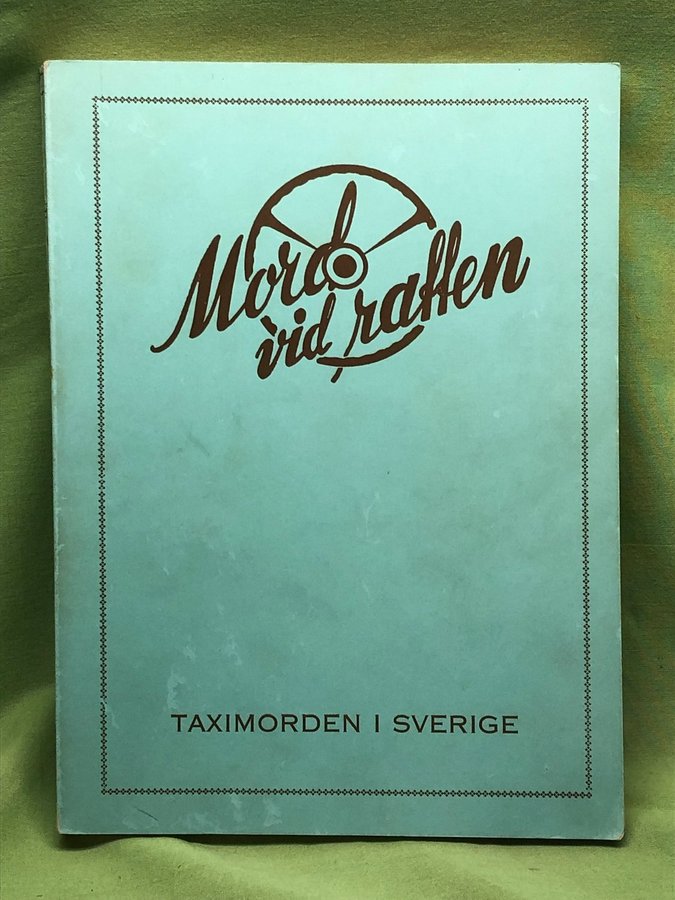 Mord
vid ratten
TAXIMORDEN I SVERIGE